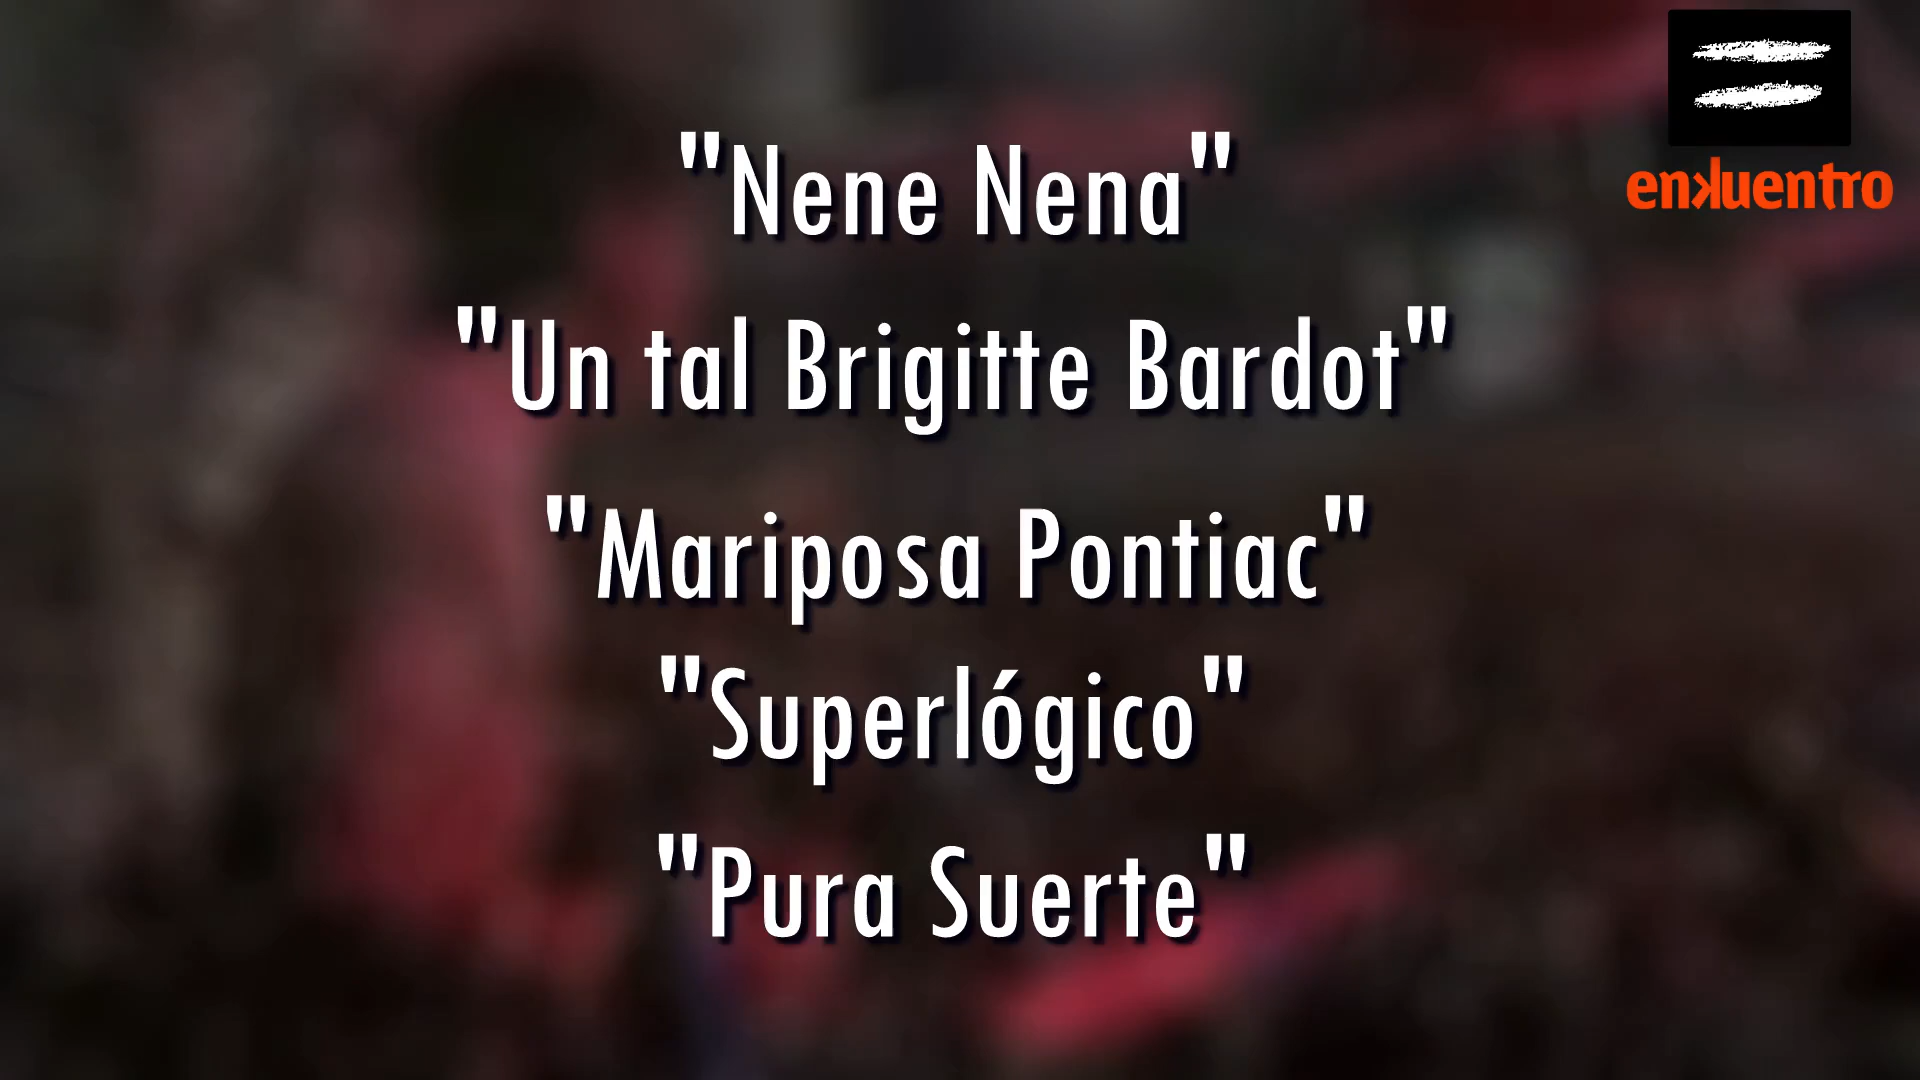 enkuentro
"Nene Nena"
"Un tal Brigitte Bardot"
"Mariposa Pontiac"
"Superlógico"
"Pura Suerte"